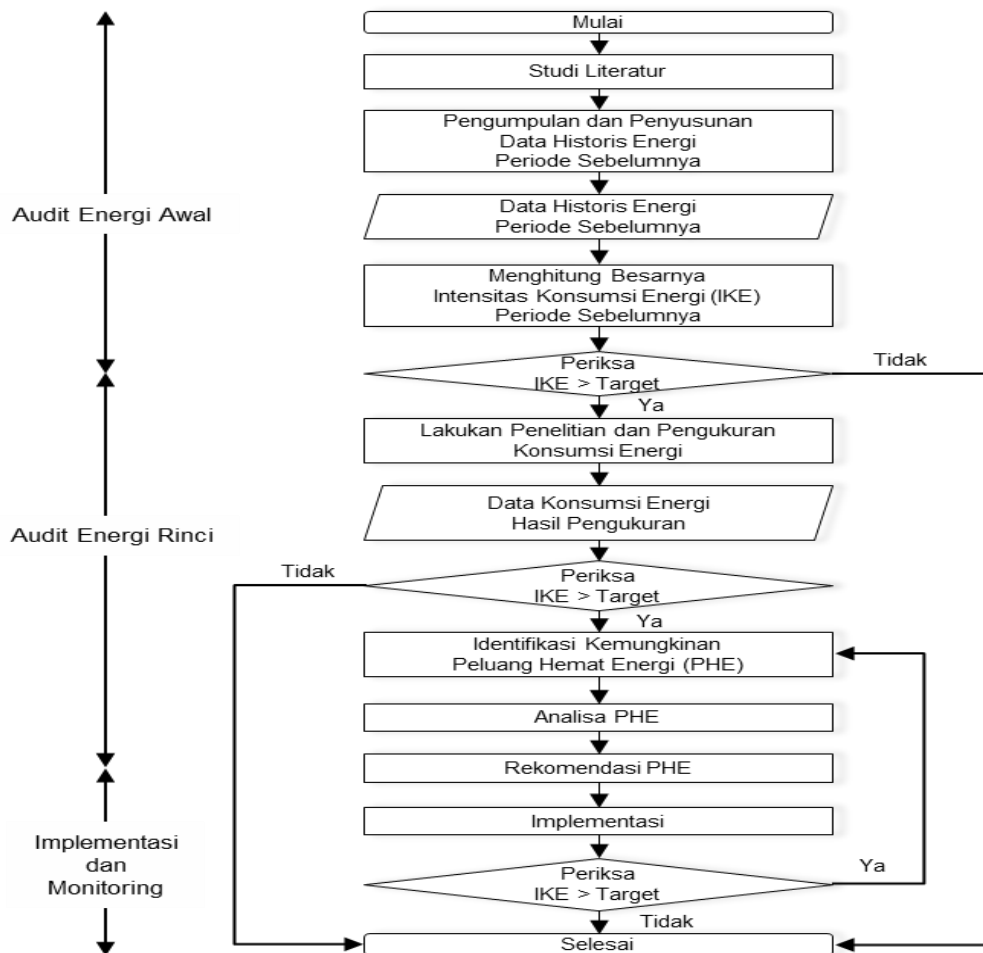 Mulai
Studi Literatur
Pengumpulan dan Penyusunan
Data Historis Energi
Periode Sebelumnya
Audit Energi Awal
Data Historis Energi
Periode Sebelumnya
Menghitung Besarnya
Intensitas Konsumsi Energi (IKE)
Periode Sebelumnya
Periksa
IKE > Target
Tidak
Ya
Lakukan Penelitian dan Pengukuran
Konsumsi Energi
Audit Energi Rinci
Data Konsumsi Energi
Hasil Pengukuran
Tidak
Periksa
IKE > Target
Ya
Identifikasi Kemungkinan
Peluang Hemat Energi (PHE)
Analisa PHE
Rekomendasi PHE
Implementasi
dan
Monitoring
Implementasi
Periksa
IKE > Target
Ya
Tidak
Selesai